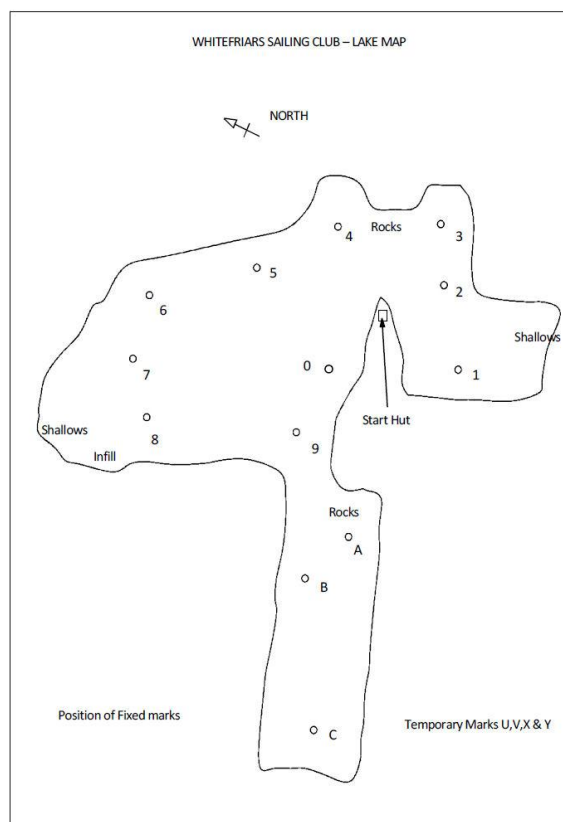 WHITEFRIARS SAILING CLUB – LAKE MAP
NORTH
4
Rocks
3
5
2
6
Shallows
7
0
1
Start Hut
8
Shallows
9
Infill
Rocks
A
B
Position of Fixed marks
Temporary Marks U,V,X & Y
C